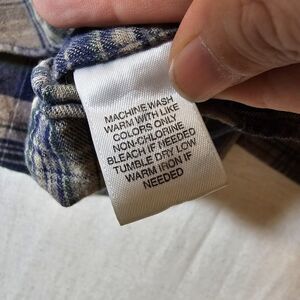 MACHINE WASH
WARM WITH LIKE
COLORS ONLY
NON-CHLORINE
BLEACH IF NEEDED
TUMBLE DRY LOW
WARM IRON IF
NEEDED